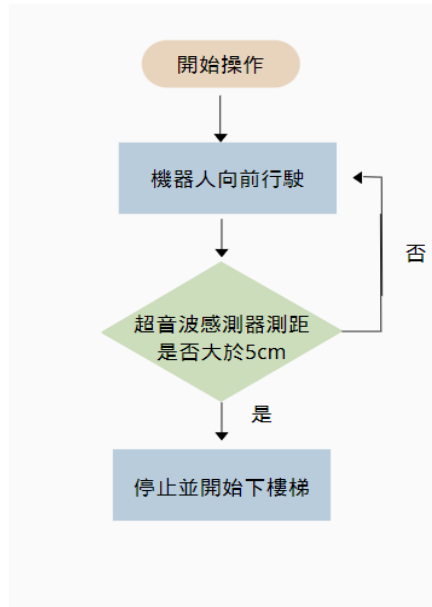 開始操作
機器人向前行駛
否
超音波感測器測距
是否大於5cm
是
停止並開始下樓梯